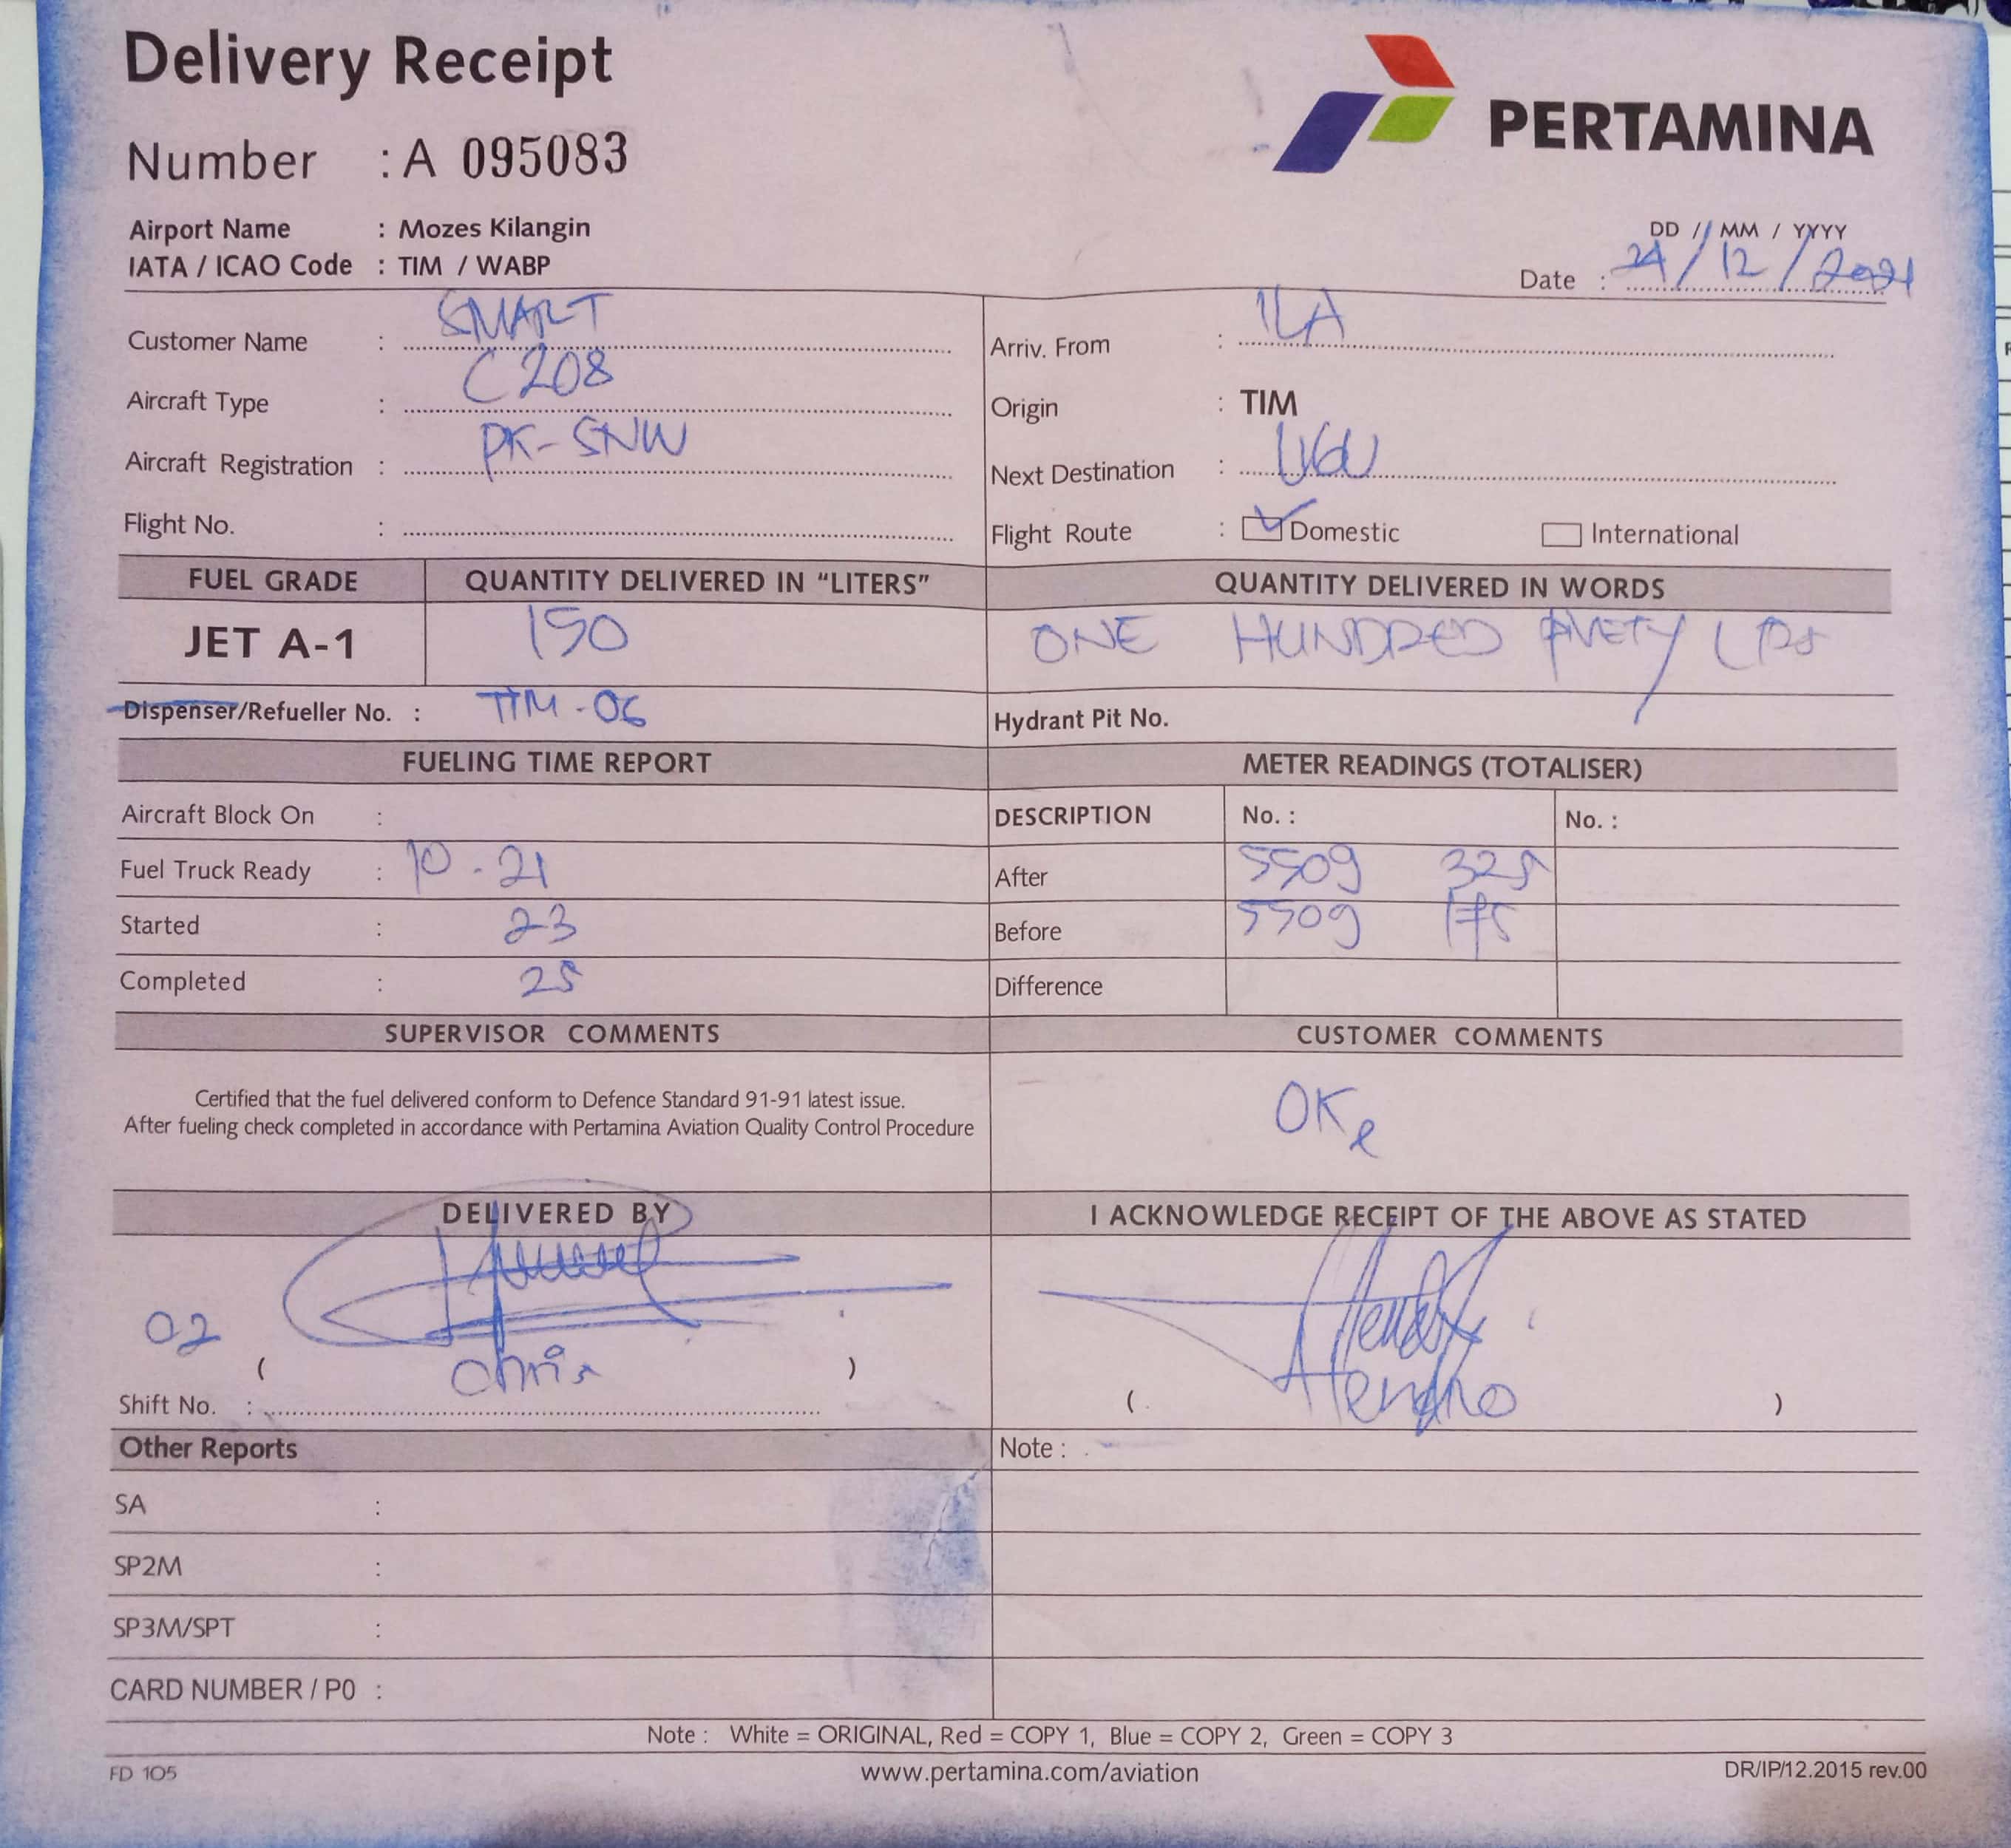 Delivery Receipt
PERTAMINA
Number : A 095083
Airport Name : Mozes Kilangin
IATA / ICAO Code : TIM / WABP
DD / MM / YYYY
Date : 24/12/2021
Customer Name : SMART
Aircraft Type : C208
Aircraft Registration : PK-SNW
Flight No. :
Arriv. From : ILA
Origin : TIM
Next Destination :
Flight Route : Domestic International
FUEL GRADE QUANTITY DELIVERED IN "LITERS" QUANTITY DELIVERED IN WORDS
JET A-1 150 ONE HUNDRED
Dispenser/Refueller No. : TIM-06 Hydrant Pit No.
FUELING TIME REPORT METER READINGS (TOTALISER)
Aircraft Block On : DESCRIPTION No. : No. :
Fuel Truck Ready : 10.21 After 5509 325
Started : 23 Before 5509 175
Completed : 25 Difference
SUPERVISOR COMMENTS CUSTOMER COMMENTS
Certified that the fuel delivered conform to Defence Standard 91-91 latest issue.
After fueling check completed in accordance with Pertamina Aviation Quality Control Procedure
OKe
DELIVERED BY I ACKNOWLEDGE RECEIPT OF THE ABOVE AS STATED
02
( Chris ) ( Hendro )
Shift No. :
Other Reports Note :
SA :
SP2M :
SP3M/SPT :
CARD NUMBER / P0 :
Note : White = ORIGINAL, Red = COPY 1, Blue = COPY 2, Green = COPY 3
FD 105 www.pertamina.com/aviation DR/IP/12.2015 rev.00